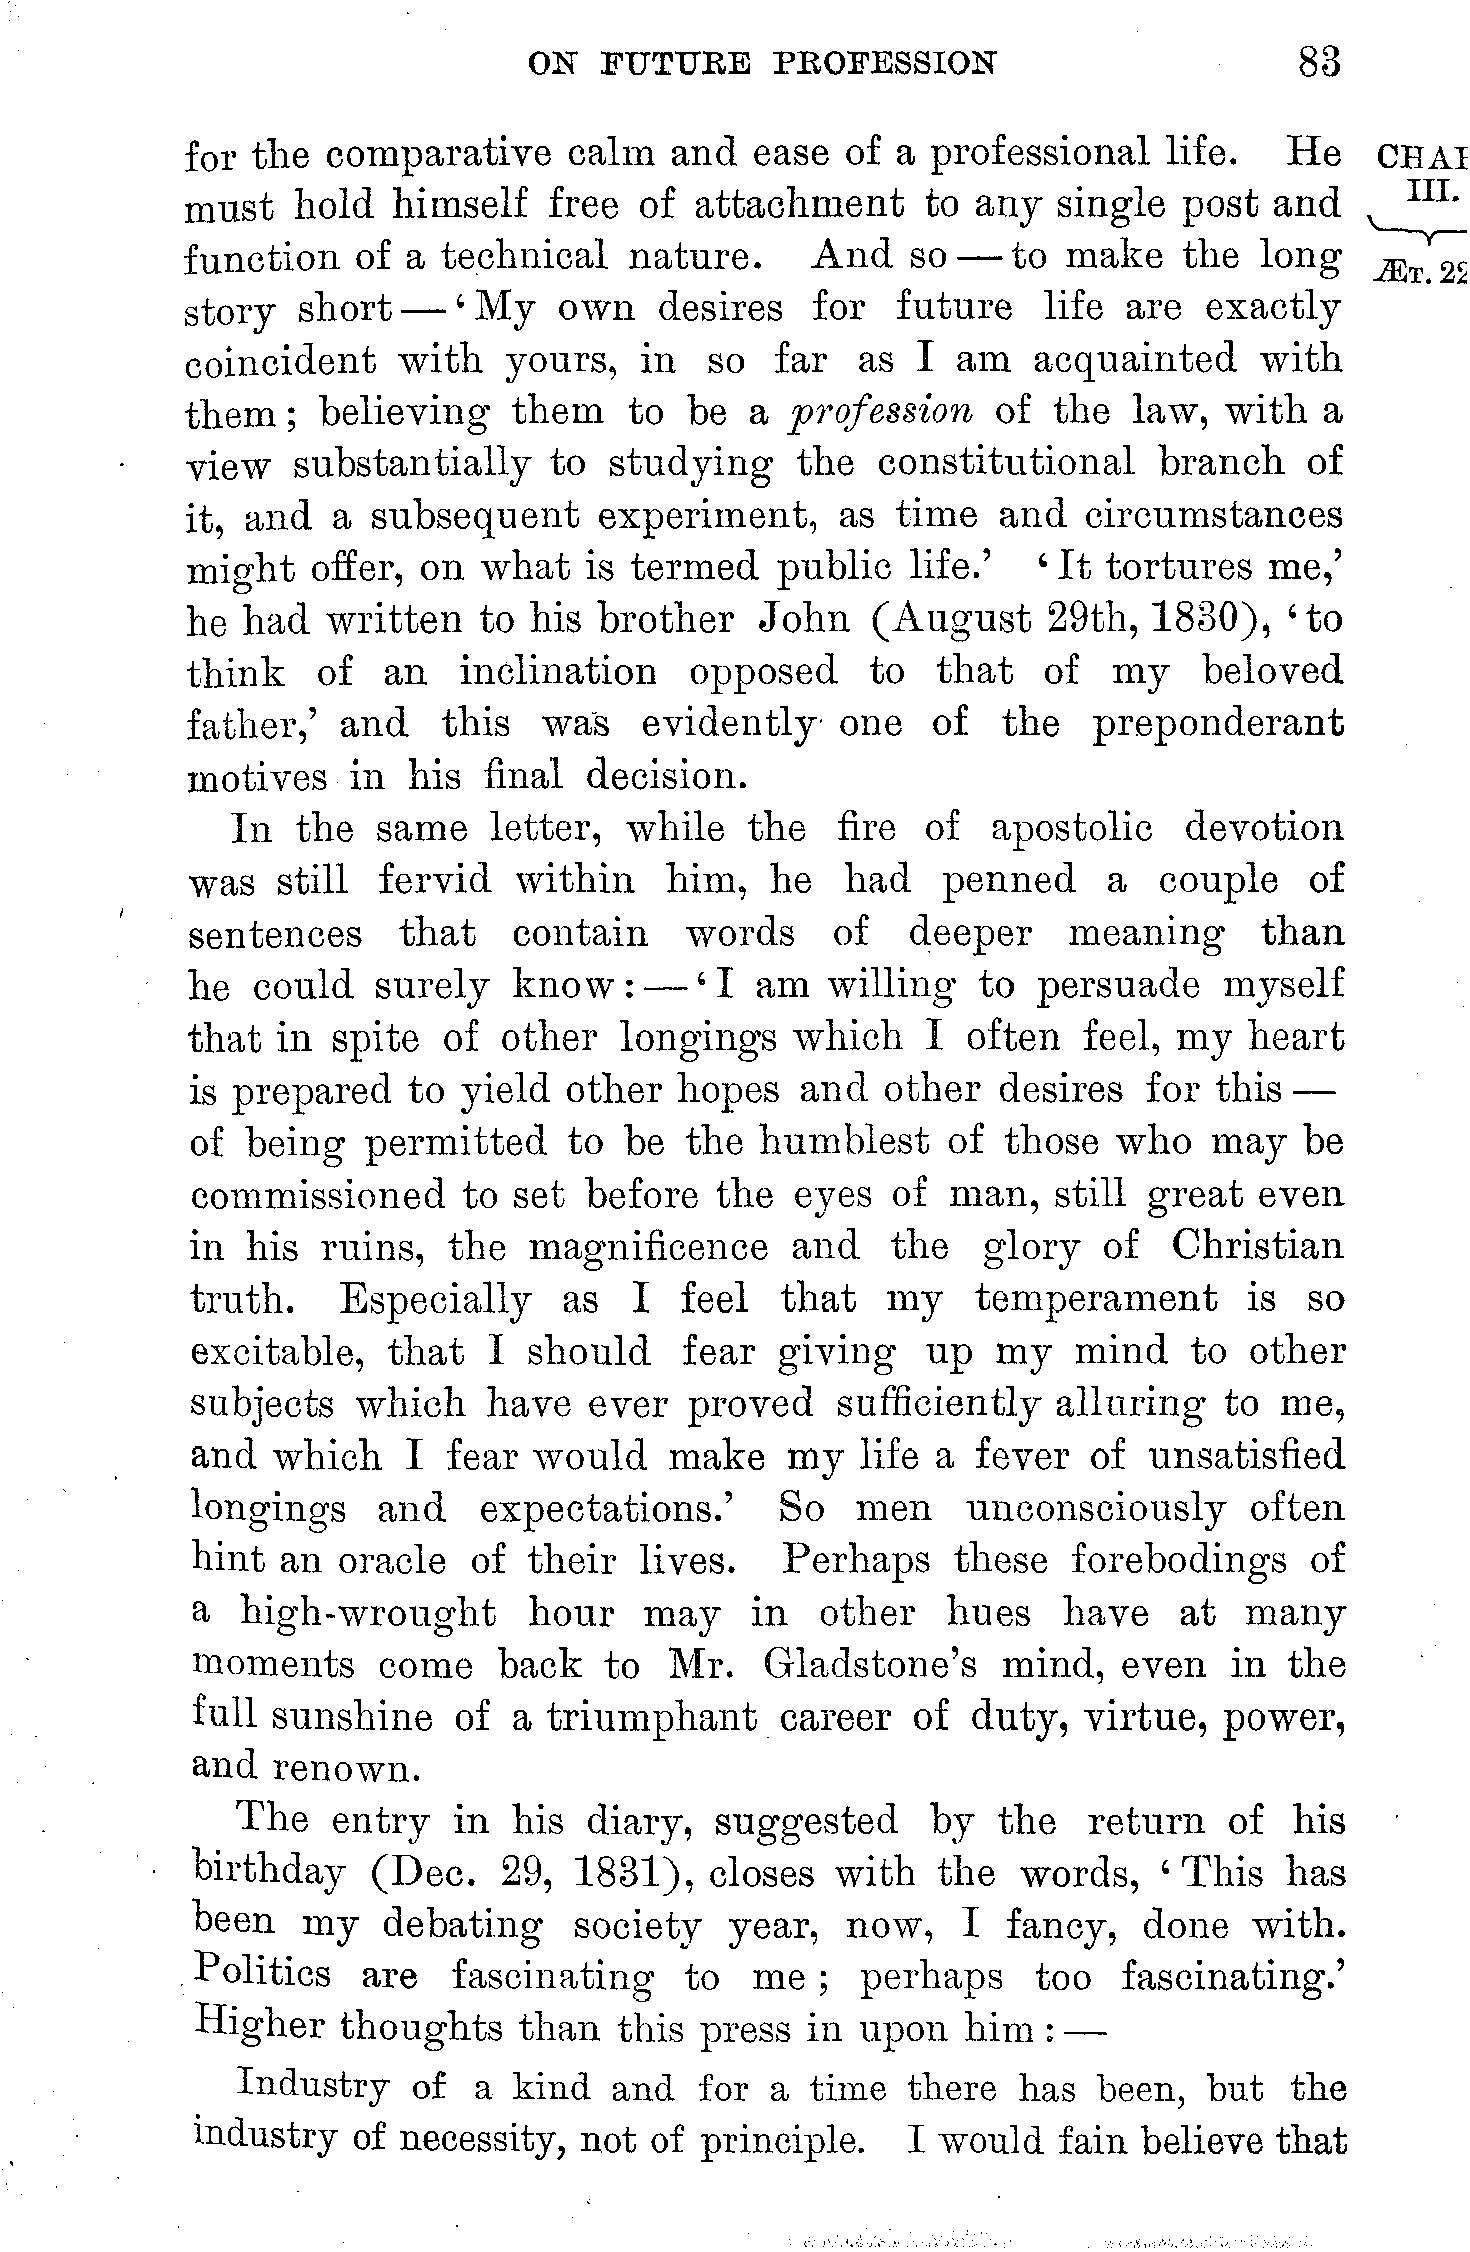 ON FUTURE PROFESSION 83
for the comparative calm and ease of a professional life. He
must hold himself free of attachment to any single post and
function of a technical nature. And so — to make the long
story short — ‘My own desires for future life are exactly
coincident with yours, in so far as I am acquainted with
them; believing them to be a profession of the law, with a
view substantially to studying the constitutional branch of
it, and a subsequent experiment, as time and circumstances
might offer, on what is termed public life.’ ‘It tortures me,’
he had written to his brother John (August 29th, 1830), ‘to
think of an inclination opposed to that of my beloved
father,’ and this was evidently one of the preponderant
motives in his final decision.
In the same letter, while the fire of apostolic devotion
was still fervid within him, he had penned a couple of
sentences that contain words of deeper meaning than
he could surely know: — ‘I am willing to persuade myself
that in spite of other longings which I often feel, my heart
is prepared to yield other hopes and other desires for this —
of being permitted to be the humblest of those who may be
commissioned to set before the eyes of man, still great even
in his ruins, the magnificence and the glory of Christian
truth. Especially as I feel that my temperament is so
excitable, that I should fear giving up my mind to other
subjects which have ever proved sufficiently alluring to me,
and which I fear would make my life a fever of unsatisfied
longings and expectations.’ So men unconsciously often
hint an oracle of their lives. Perhaps these forebodings of
a high-wrought hour may in other hues have at many
moments come back to Mr. Gladstone’s mind, even in the
full sunshine of a triumphant career of duty, virtue, power,
and renown.
The entry in his diary, suggested by the return of his
birthday (Dec. 29, 1831), closes with the words, ‘This has
been my debating society year, now, I fancy, done with.
Politics are fascinating to me; perhaps too fascinating.’
Higher thoughts than this press in upon him: —
Industry of a kind and for a time there has been, but the
industry of necessity, not of principle. I would fain believe that
III.
ÆT. 22